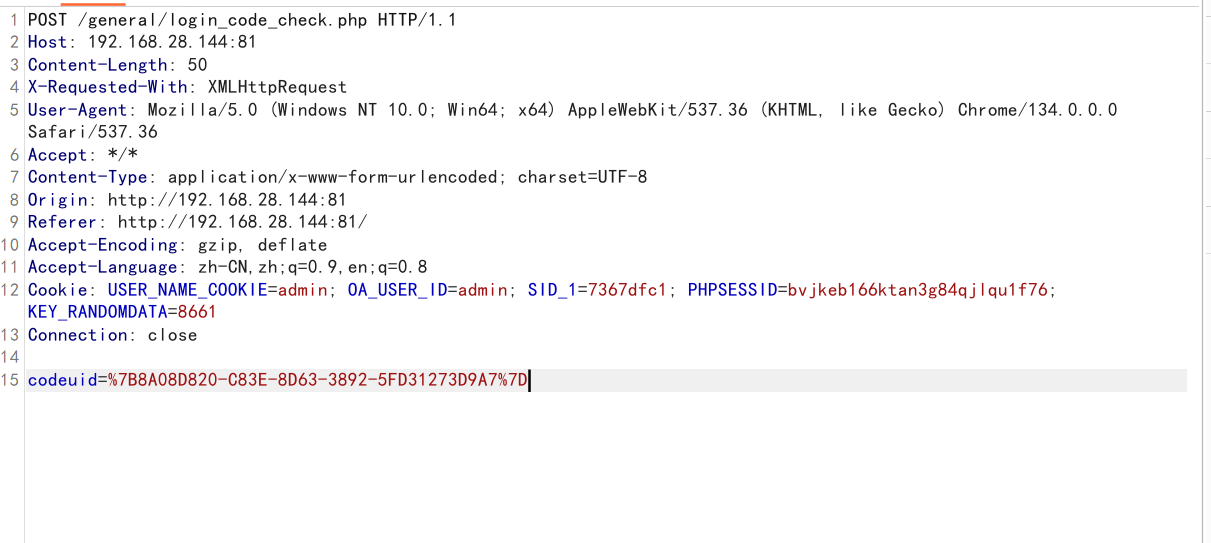 1 POST /general/login_code_check.php HTTP/1.1
2 Host: 192.168.28.144:81
3 Content-Length: 50
4 X-Requested-With: XMLHttpRequest
5 User-Agent: Mozilla/5.0 (Windows NT 10.0; Win64; x64) AppleWebKit/537.36 (KHTML, like Gecko) Chrome/134.0.0.0
Safari/537.36
6 Accept: */*
7 Content-Type: application/x-www-form-urlencoded; charset=UTF-8
8 Origin: http://192.168.28.144:81
9 Referer: http://192.168.28.144:81/
10 Accept-Encoding: gzip, deflate
11 Accept-Language: zh-CN,zh;q=0.9,en;q=0.8
12 Cookie: USER_NAME_COOKIE=admin; OA_USER_ID=admin; SID_1=7367dfc1; PHPSESSID=bvjkeb166ktan3g84qjlqu1f76;
KEY_RANDOMDATA=8661
13 Connection: close
14
15 codeuid=%7B8A08D820-C83E-8D63-3892-5FD31273D9A7%7D